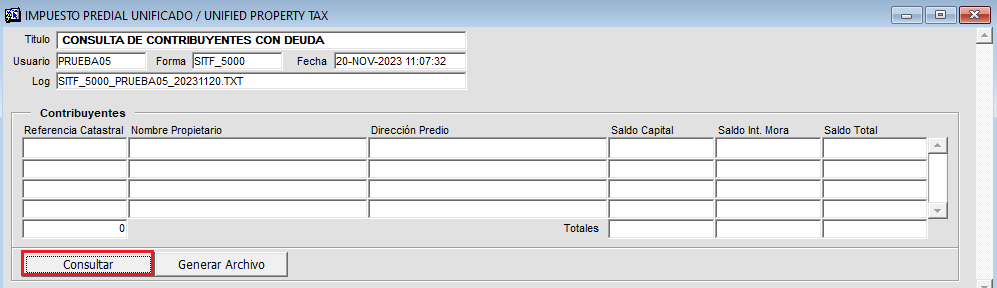 IMPUESTO PREDIAL UNIFICADO / UNIFIED PROPERTY TAX
Titulo CONSULTA DE CONTRIBUYENTES CON DEUDA
Usuario PRUEBA05 Forma SITF_5000 Fecha 20-NOV-2023 11:07:32
Log SITF_5000_PRUEBA05_20231120.TXT
Contribuyentes
Referencia Catastral Nombre Propietario Dirección Predio Saldo Capital Saldo Int. Mora Saldo Total
0 Totales
Consultar Generar Archivo